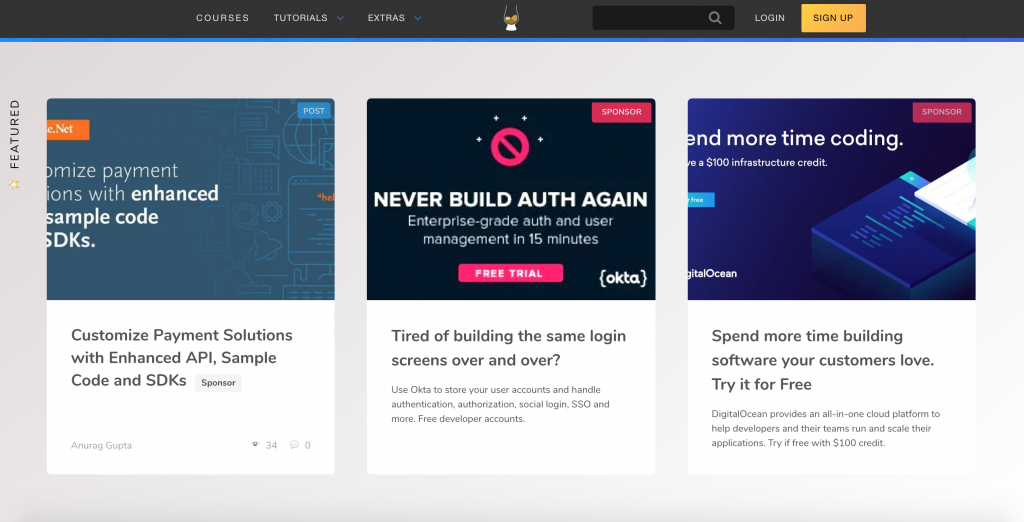 COURSES TUTORIALS EXTRAS LOGIN SIGN UP
FEATURED
POST
e.Net
omize payment
ions with enhanced
sample code
SDKs.
"hel
Customize Payment Solutions
with Enhanced API, Sample
Code and SDKs Sponsor
Anurag Gupta 34 0
SPONSOR
NEVER BUILD AUTH AGAIN
Enterprise-grade auth and user
management in 15 minutes
FREE TRIAL
{okta}
Tired of building the same login
screens over and over?
Use Okta to store your user accounts and handle
authentication, authorization, social login, SSO and
more. Free developer accounts.
SPONSOR
end more time coding.
ve a $100 infrastructure credit.
r free
gitalOcean
Spend more time building
software your customers love.
Try it for Free
DigitalOcean provides an all-in-one cloud platform to
help developers and their teams run and scale their
applications. Try if free with $100 credit.